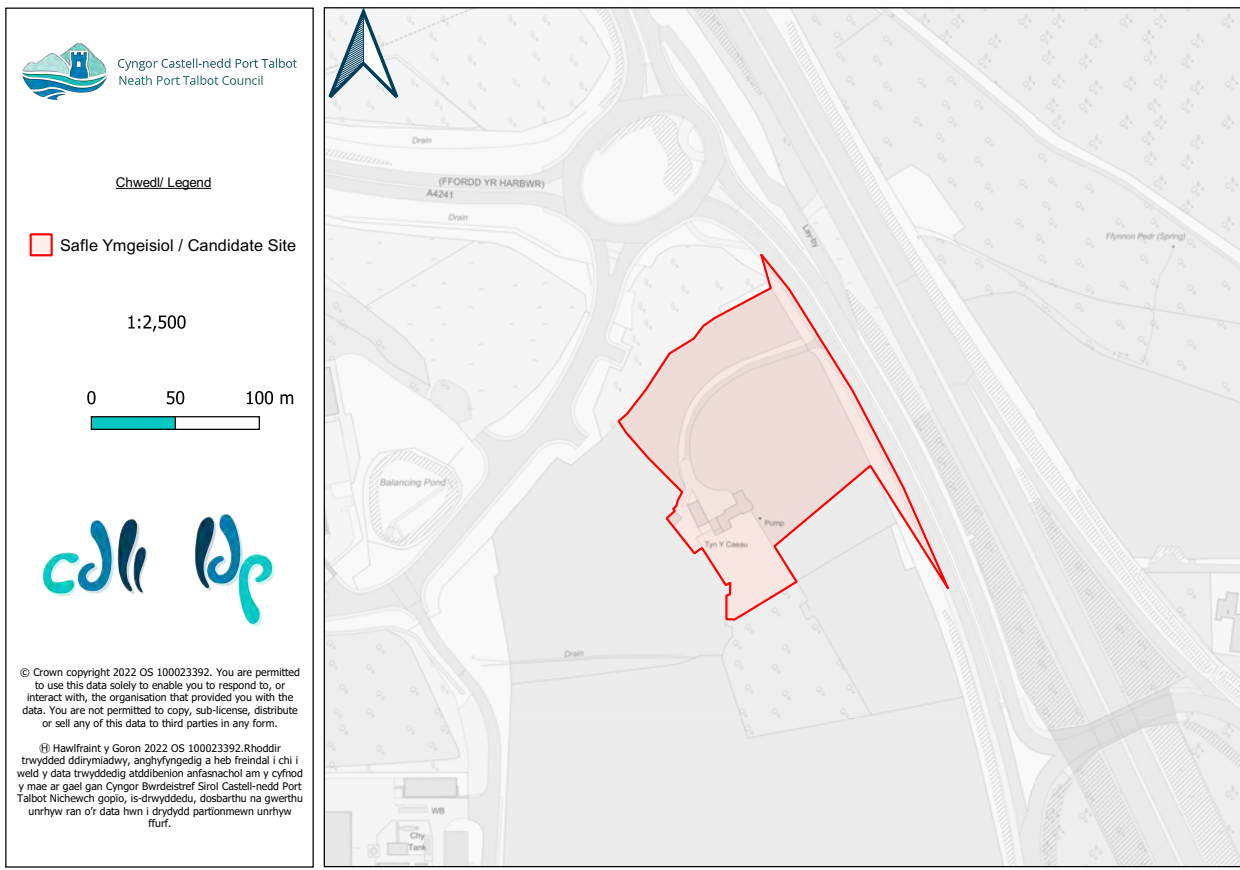 Cyngor Castell-nedd Port Talbot
Neath Port Talbot Council
Chwedl/ Legend
Safle Ymgeisiol / Candidate Site
1:2,500
0 50 100 m
cdll ldp
© Crown copyright 2022 OS 100023392. You are permitted
to use this data solely to enable you to respond to, or
interact with, the organisation that provided you with the
data. You are not permitted to copy, sub-license, distribute
or sell any of this data to third parties in any form.
Ⓗ Hawlfraint y Goron 2022 OS 100023392.Rhoddir
trwydded ddirymiadwy, anghyfyngedig a heb freindal i chi i
weld y data trwyddedig atddibenion anfasnachol am y cyfnod
y mae ar gael gan Cyngor Bwrdeistref Sirol Castell-nedd Port
Talbot Nichewch gopïo, is-drwyddedu, dosbarthu na gwerthu
unrhyw ran o'r data hwn i drydydd partïonmewn unrhyw
ffurf.
Drain
(FFORDD YR HARBWR)
A4241
Drain
Lay-by
Ffynnon Pedr (Spring)
Balancing Pond
Pump
Tyn Y Caeau
Drain
WB
Chy
Tank